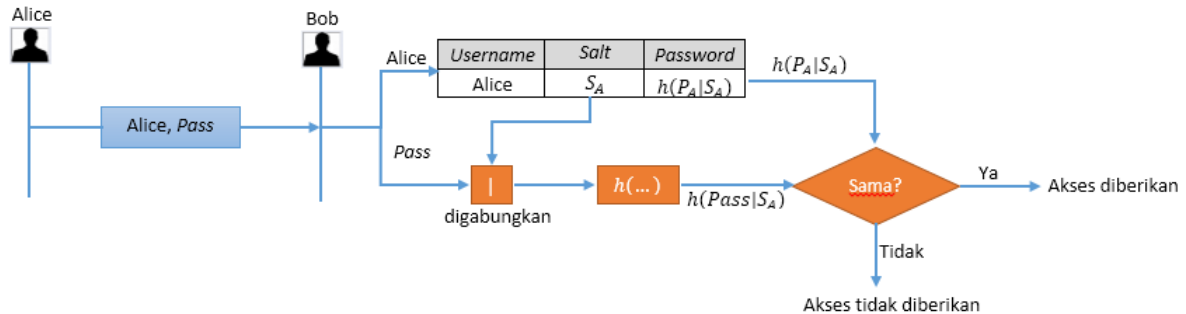 Alice
Bob
Alice
Username Salt Password
Alice S_A h(P_A|S_A)
h(P_A|S_A)
Alice, Pass
Pass
|
h(...)
h(Pass|S_A)
digabungkan
Sama?
Ya
Akses diberikan
Tidak
Akses tidak diberikan